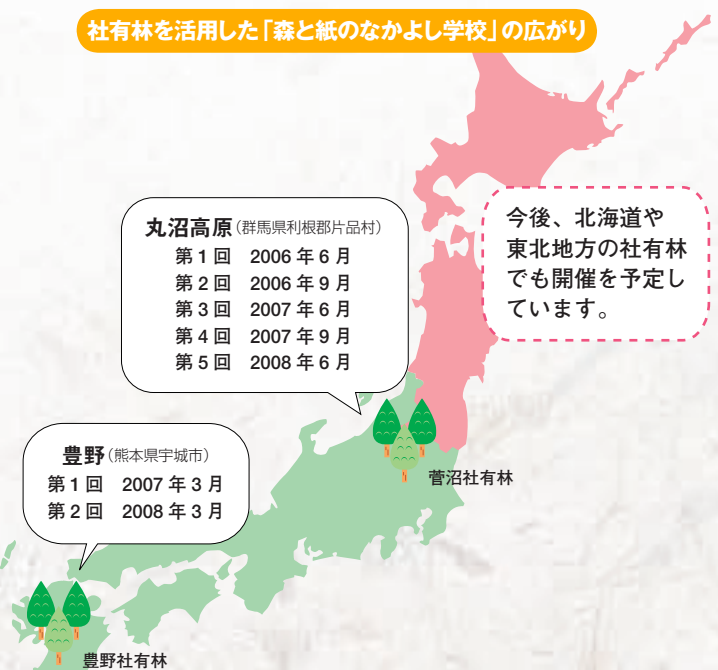 社有林を活用した「森と紙のなかよし学校」の広がり
丸沼高原(群馬県利根郡片品村)
第1回 2006年6月
第2回 2006年9月
第3回 2007年6月
第4回 2007年9月
第5回 2008年6月
今後、北海道や
東北地方の社有林
でも開催を予定し
ています。
豊野(熊本県宇城市)
第1回 2007年3月
第2回 2008年3月
菅沼社有林
豊野社有林